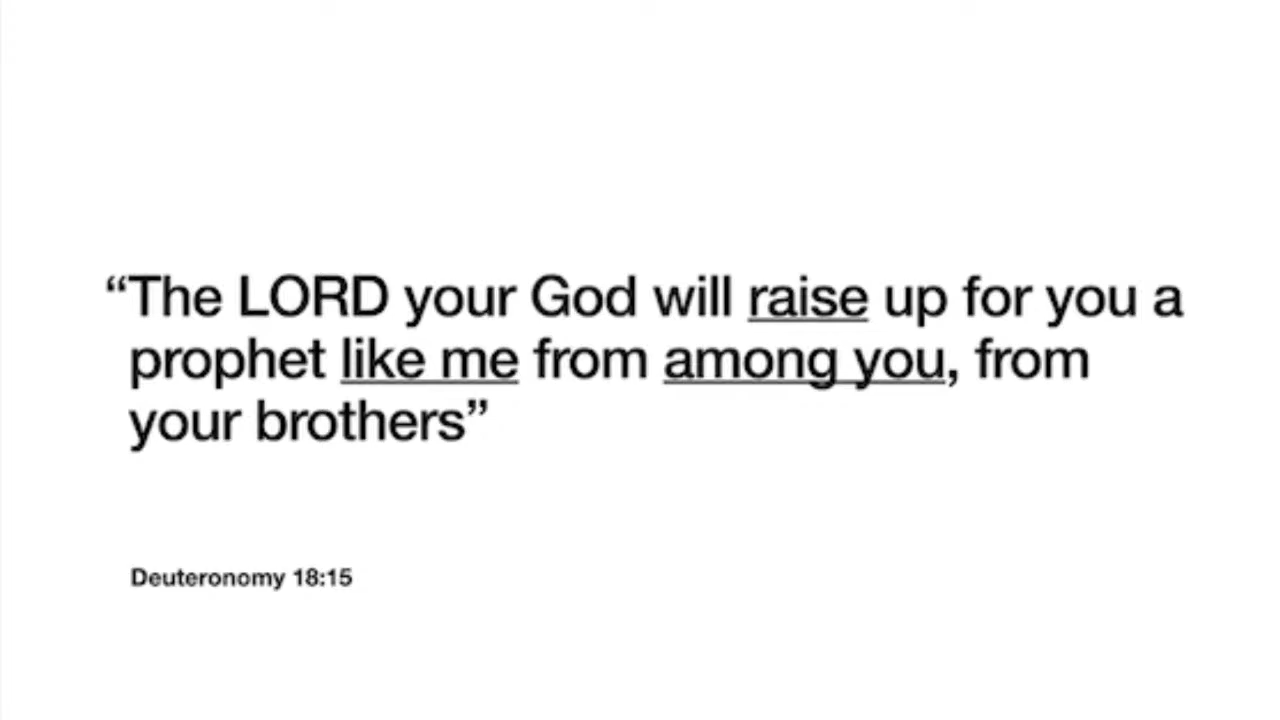 “The LORD your God will raise up for you a
prophet like me from among you, from
your brothers”
Deuteronomy 18:15